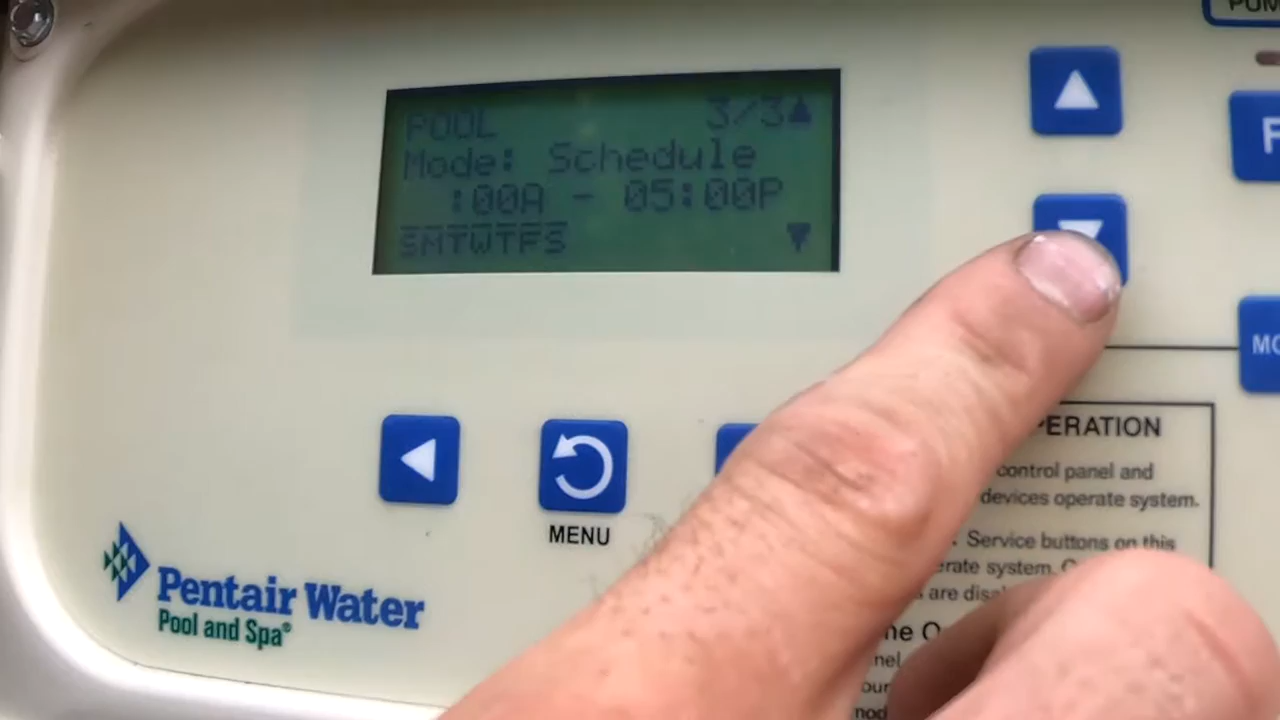 POOL 3/3▲
Mode: Schedule
:00A - 05:00P
SMTWTFS ▼
MENU
Pentair Water
Pool and Spa®
PERATION
control panel and
devices operate system.
. Service buttons on this
erate system.
are
he